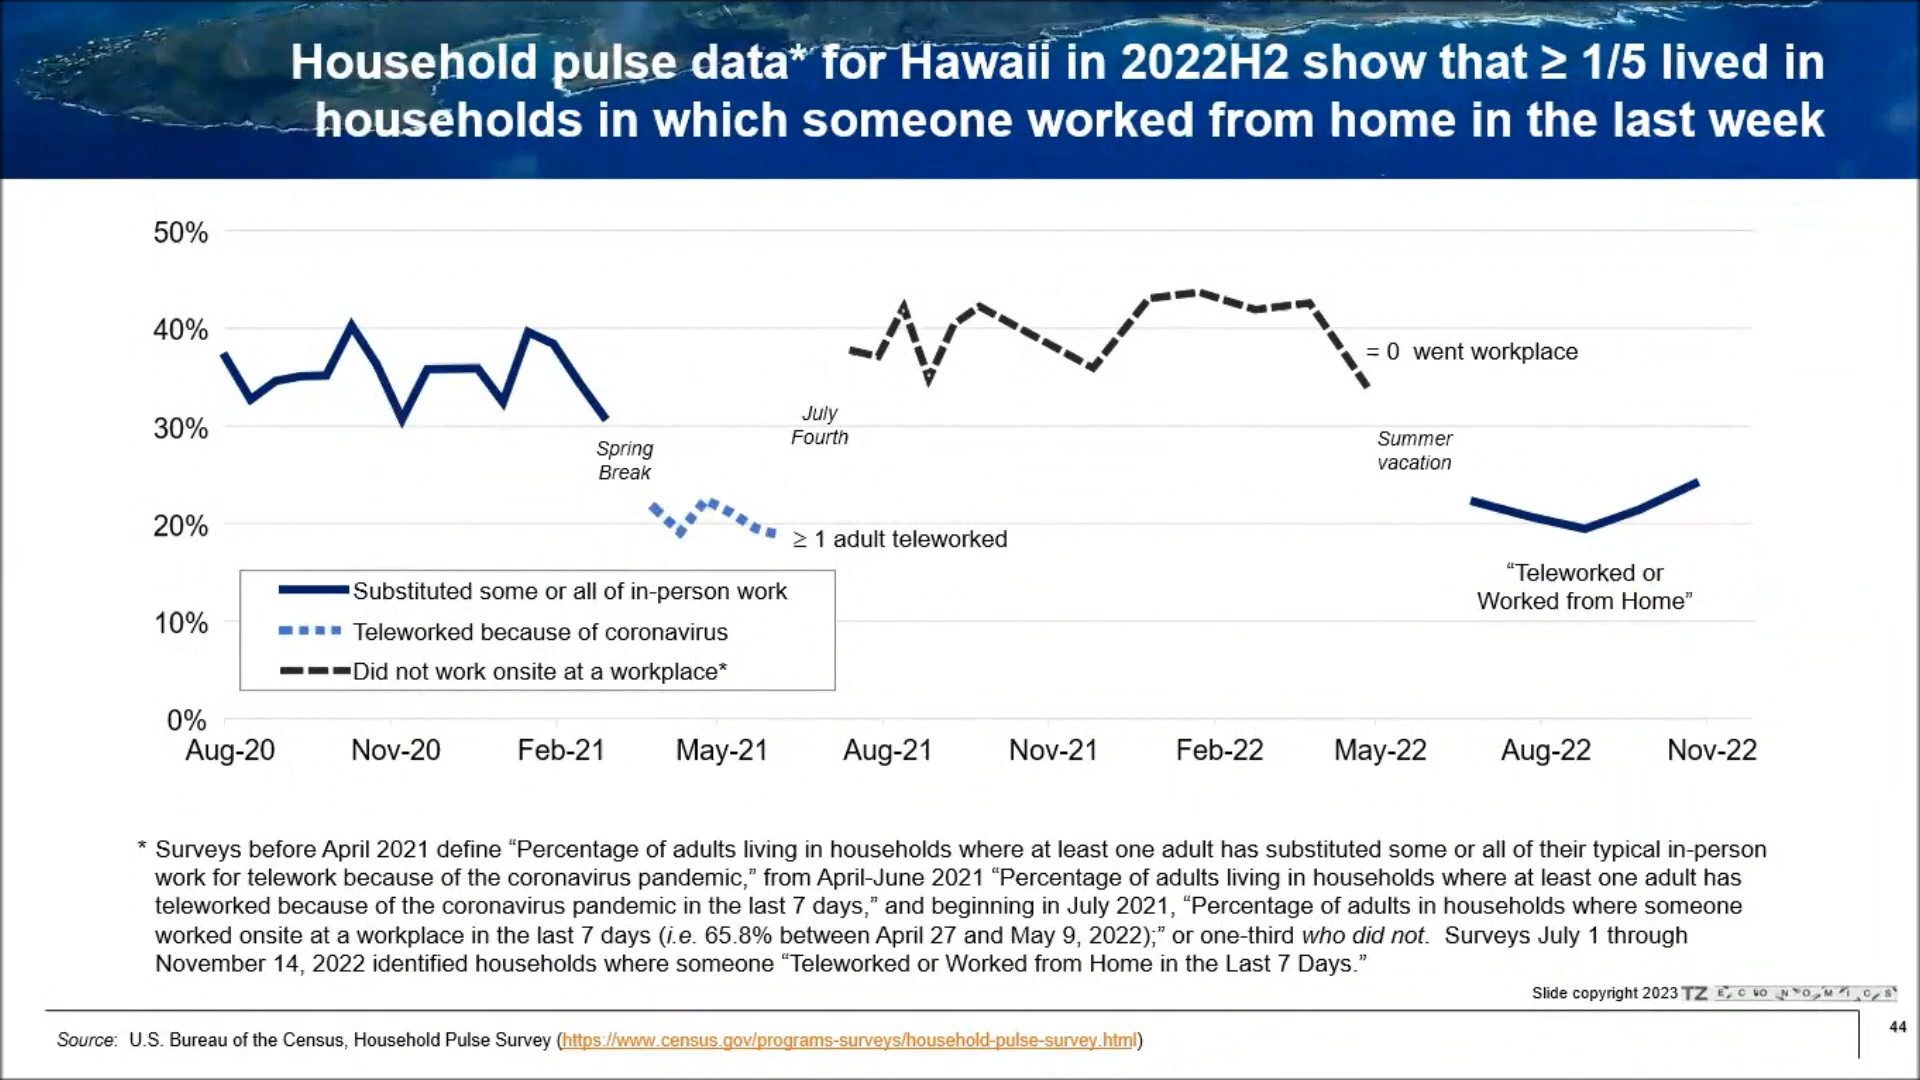 Household pulse data* for Hawaii in 2022H2 show that ≥ 1/5 lived in
households in which someone worked from home in the last week
50%
40%
30%
20%
10%
0%
= 0 went workplace
July
Fourth
Spring
Break
Summer
vacation
≥ 1 adult teleworked
“Teleworked or
Worked from Home”
Substituted some or all of in-person work
Teleworked because of coronavirus
Did not work onsite at a workplace*
Aug-20 Nov-20 Feb-21 May-21 Aug-21 Nov-21 Feb-22 May-22 Aug-22 Nov-22
* Surveys before April 2021 define “Percentage of adults living in households where at least one adult has substituted some or all of their typical in-person
work for telework because of the coronavirus pandemic,” from April-June 2021 “Percentage of adults living in households where at least one adult has
teleworked because of the coronavirus pandemic in the last 7 days,” and beginning in July 2021, “Percentage of adults in households where someone
worked onsite at a workplace in the last 7 days (i.e. 65.8% between April 27 and May 9, 2022);” or one-third who did not. Surveys July 1 through
November 14, 2022 identified households where someone “Teleworked or Worked from Home in the Last 7 Days.”
Slide copyright 2023 TZ ECONOMICS
44
Source: U.S. Bureau of the Census, Household Pulse Survey (https://www.census.gov/programs-surveys/household-pulse-survey.html)